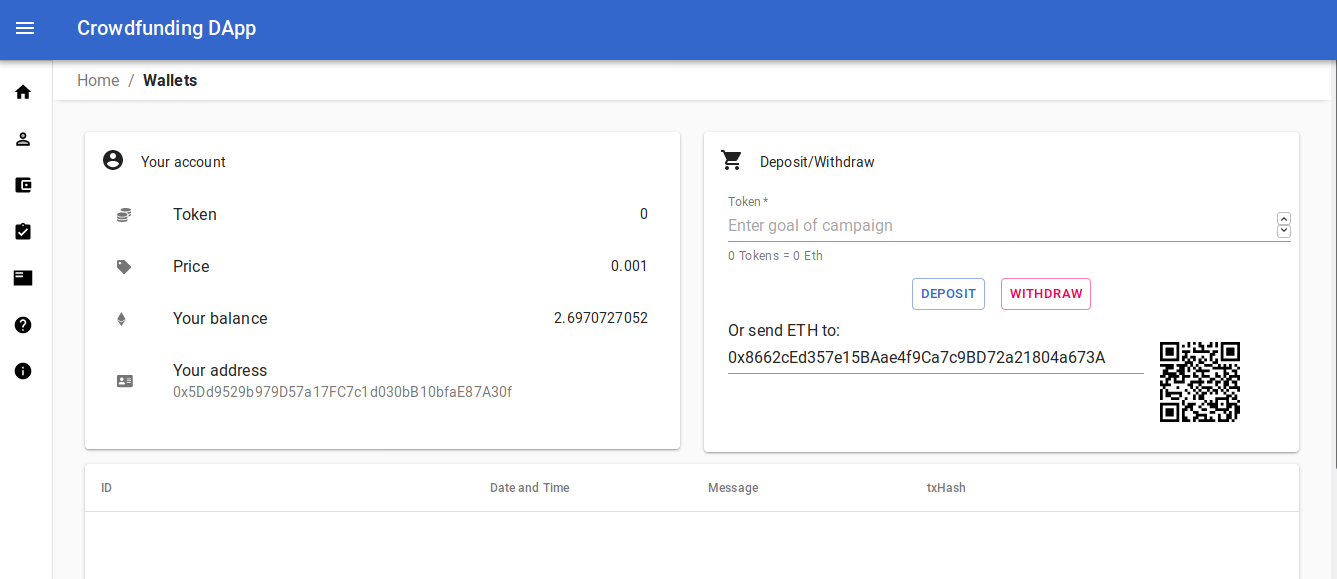 Crowdfunding DApp
Home / Wallets
Your account
Token 0
Price 0.001
Your balance 2.6970727052
Your address
0x5Dd9529b979D57a17FC7c1d030bB10bfaE87A30f
Deposit/Withdraw
Token *
Enter goal of campaign
0 Tokens = 0 Eth
DEPOSIT WITHDRAW
Or send ETH to:
0x8662cEd357e15BAae4f9Ca7c9BD72a21804a673A
ID Date and Time Message txHash